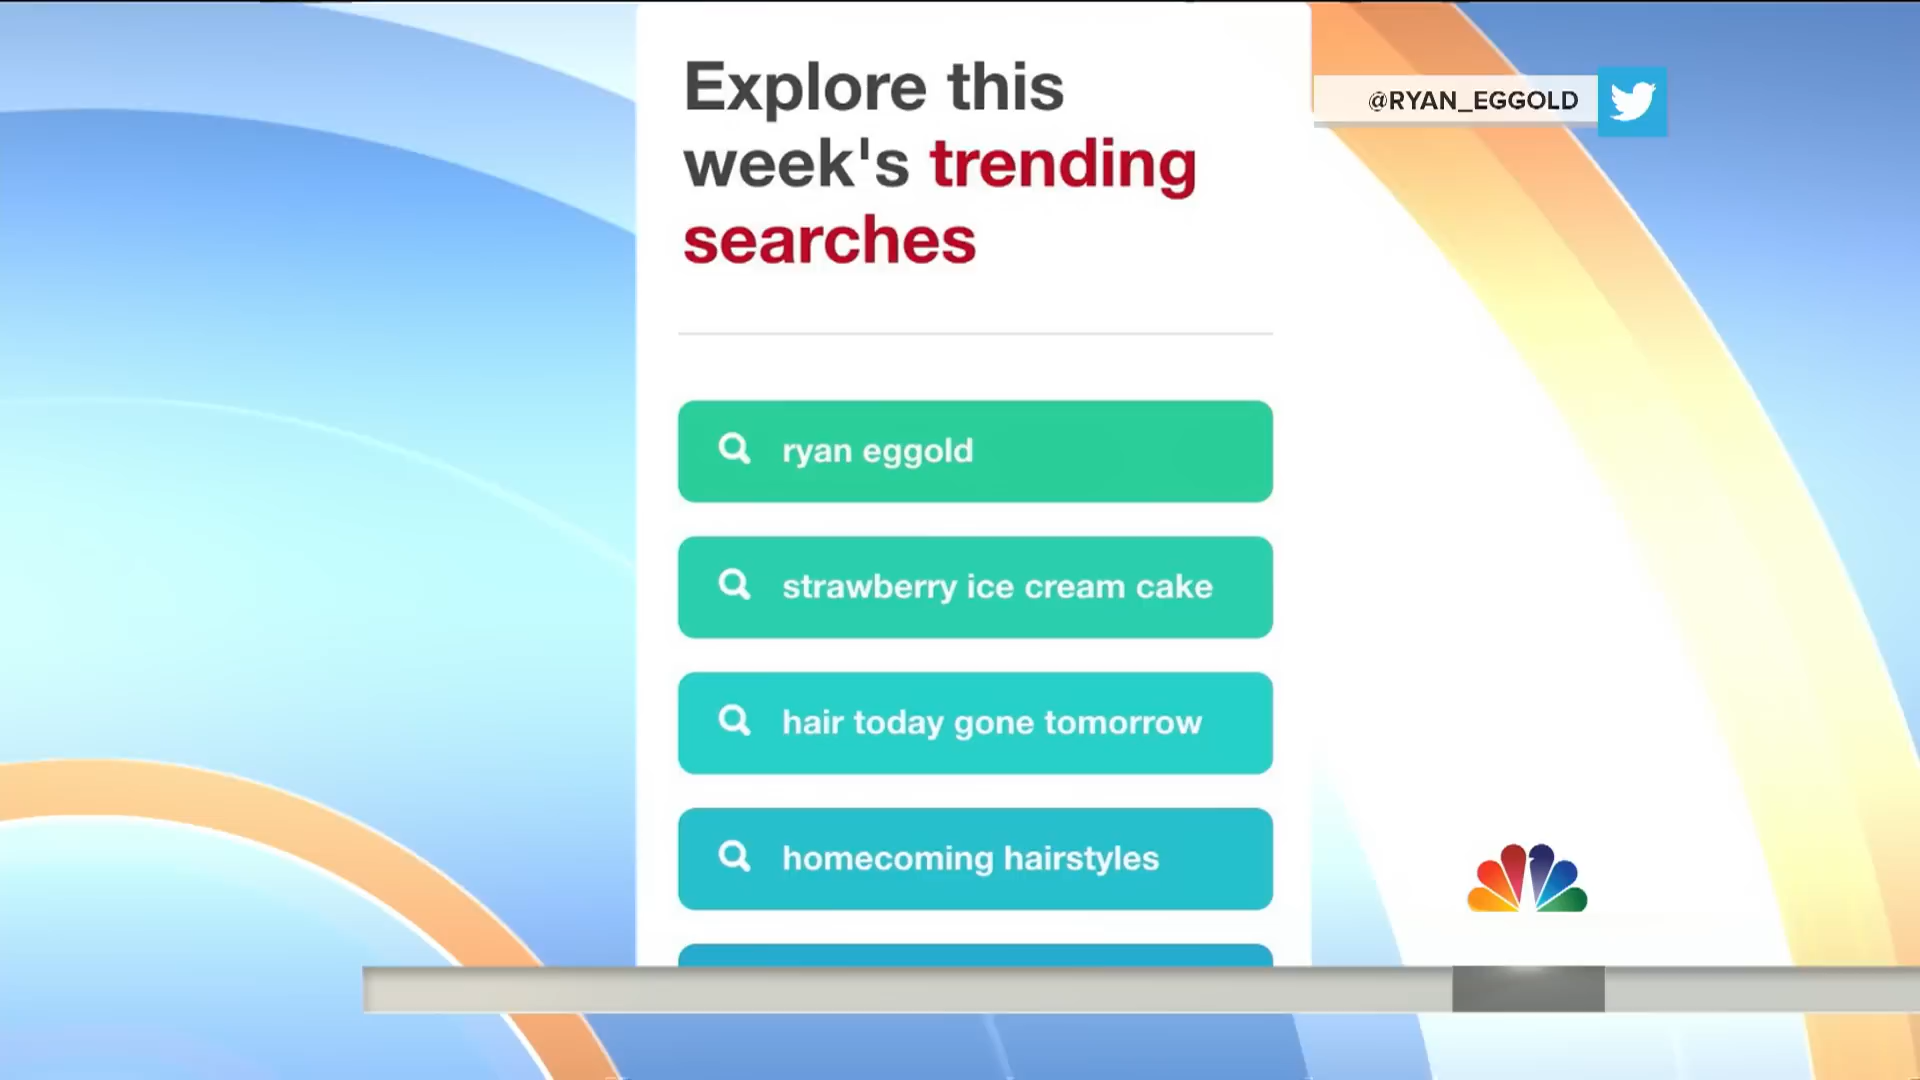 Explore this
week's trending
searches
@RYAN_EGGOLD
ryan eggold
strawberry ice cream cake
hair today gone tomorrow
homecoming hairstyles